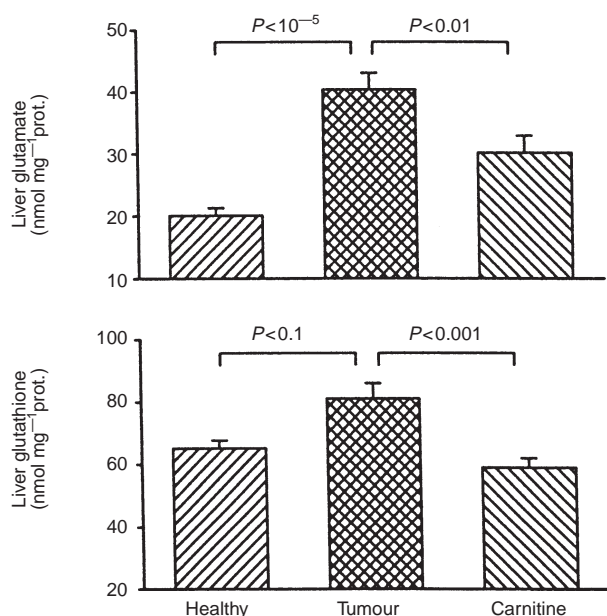 P<10—5
P<0.01
Liver glutamate
(nmol mg—1prot.)
50
40
30
20
10
P<0.1
P<0.001
Liver glutathione
(nmol mg—1prot.)
100
80
60
40
20
Healthy
Tumour
Carnitine